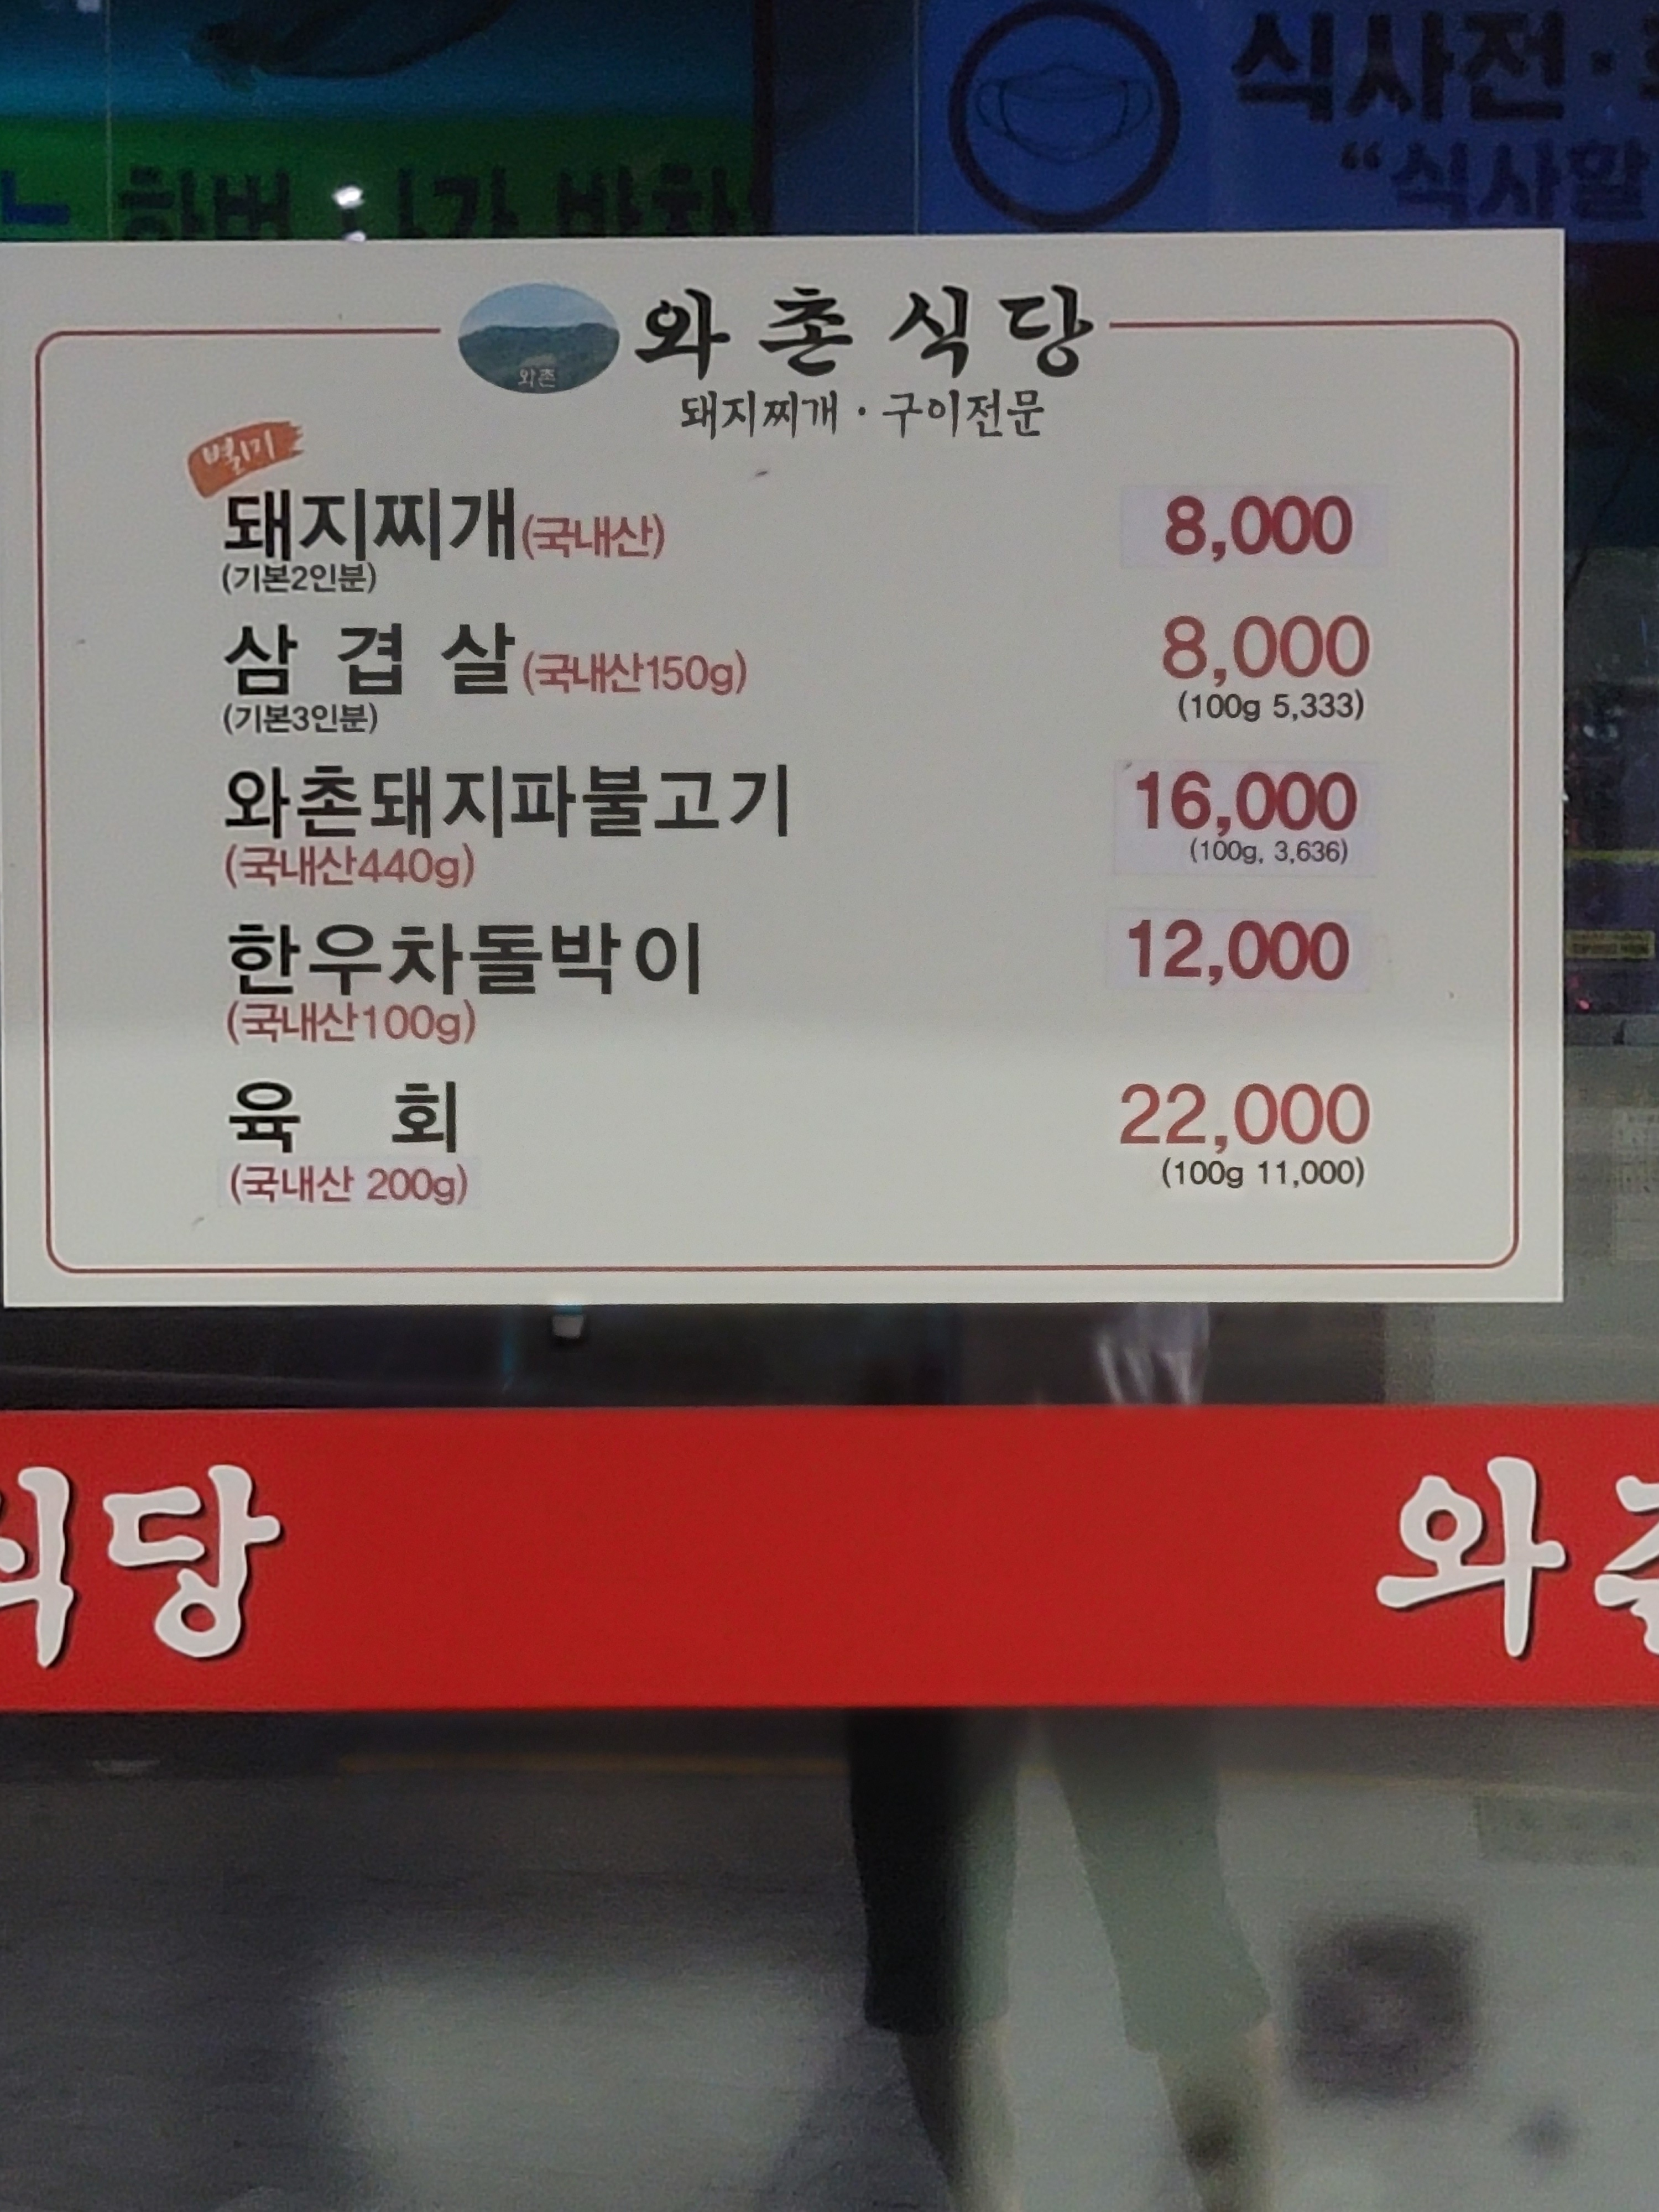 식사전·
"식사할
와촌식당
와촌
돼지찌개·구이전문
별미
돼지찌개(국내산) 8,000
(기본2인분)
삼겹살(국내산150g) 8,000
(기본3인분) (100g 5,333)
와촌돼지파불고기 16,000
(국내산440g) (100g, 3,636)
한우차돌박이 12,000
(국내산100g)
육회 22,000
(국내산 200g) (100g 11,000)
식당 와촌